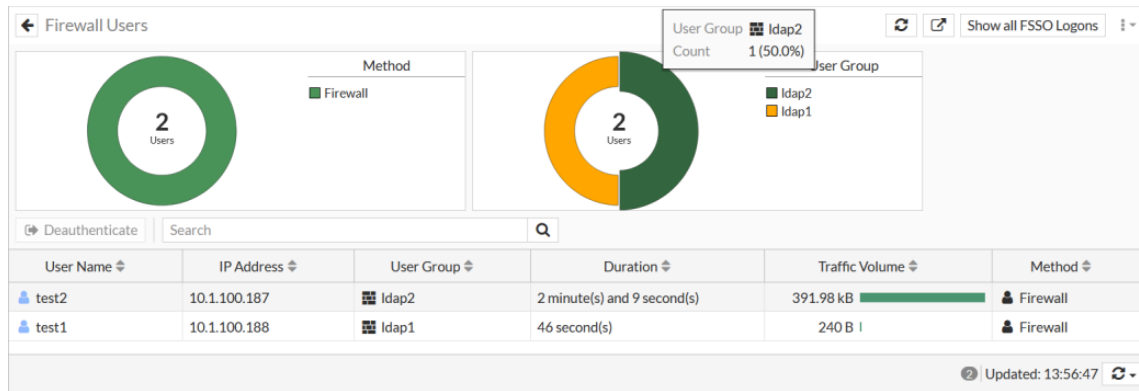 Firewall Users
User Group ldap2
Count 1 (50.0%)
Show all FSSO Logons
Method
Firewall
2
Users
User Group
ldap2
ldap1
2
Users
Deauthenticate
Search
User Name IP Address User Group Duration Traffic Volume Method
test2 10.1.100.187 ldap2 2 minute(s) and 9 second(s) 391.98 kB Firewall
test1 10.1.100.188 ldap1 46 second(s) 240 B Firewall
2 Updated: 13:56:47